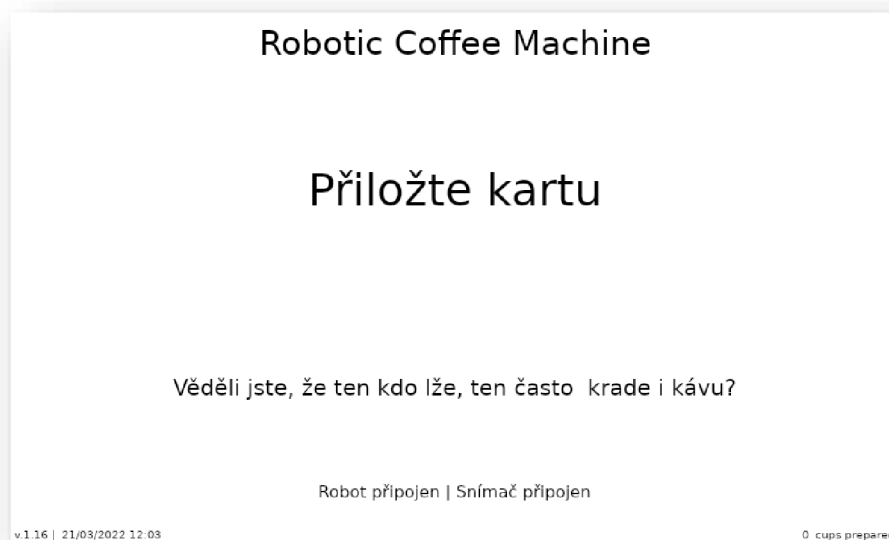 Robotic Coffee Machine
Přiložte kartu
Věděli jste, že ten kdo lže, ten často  krade i kávu?
Robot připojen | Snímač připojen
v.1.16 | 21/03/2022 12:03
0 cups prepare